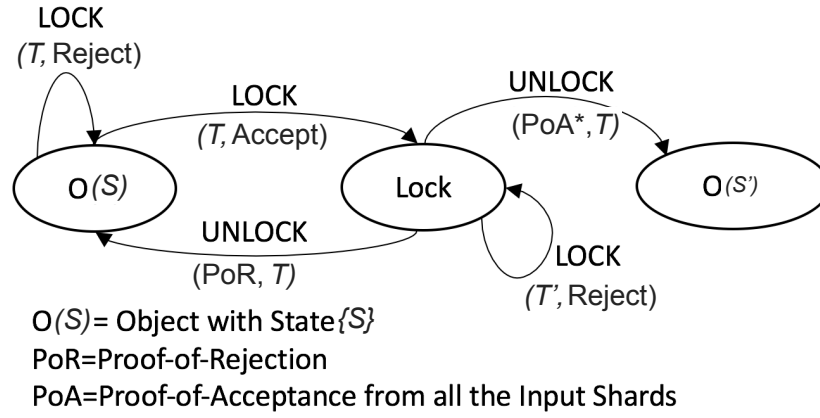 LOCK
(T, Reject)
LOCK
(T, Accept)
UNLOCK
(PoA*, T)
O(S)
Lock
O(S')
UNLOCK
(PoR, T)
LOCK
(T', Reject)
O(S)= Object with State{S}
PoR=Proof-of-Rejection
PoA=Proof-of-Acceptance from all the Input Shards